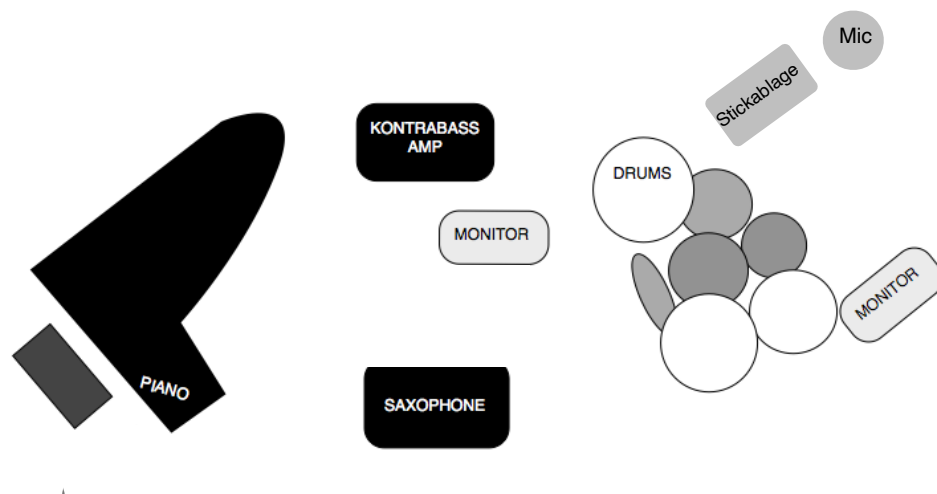 Mic
Stickablage
KONTRABASS
AMP
DRUMS
MONITOR
MONITOR
PIANO
SAXOPHONE